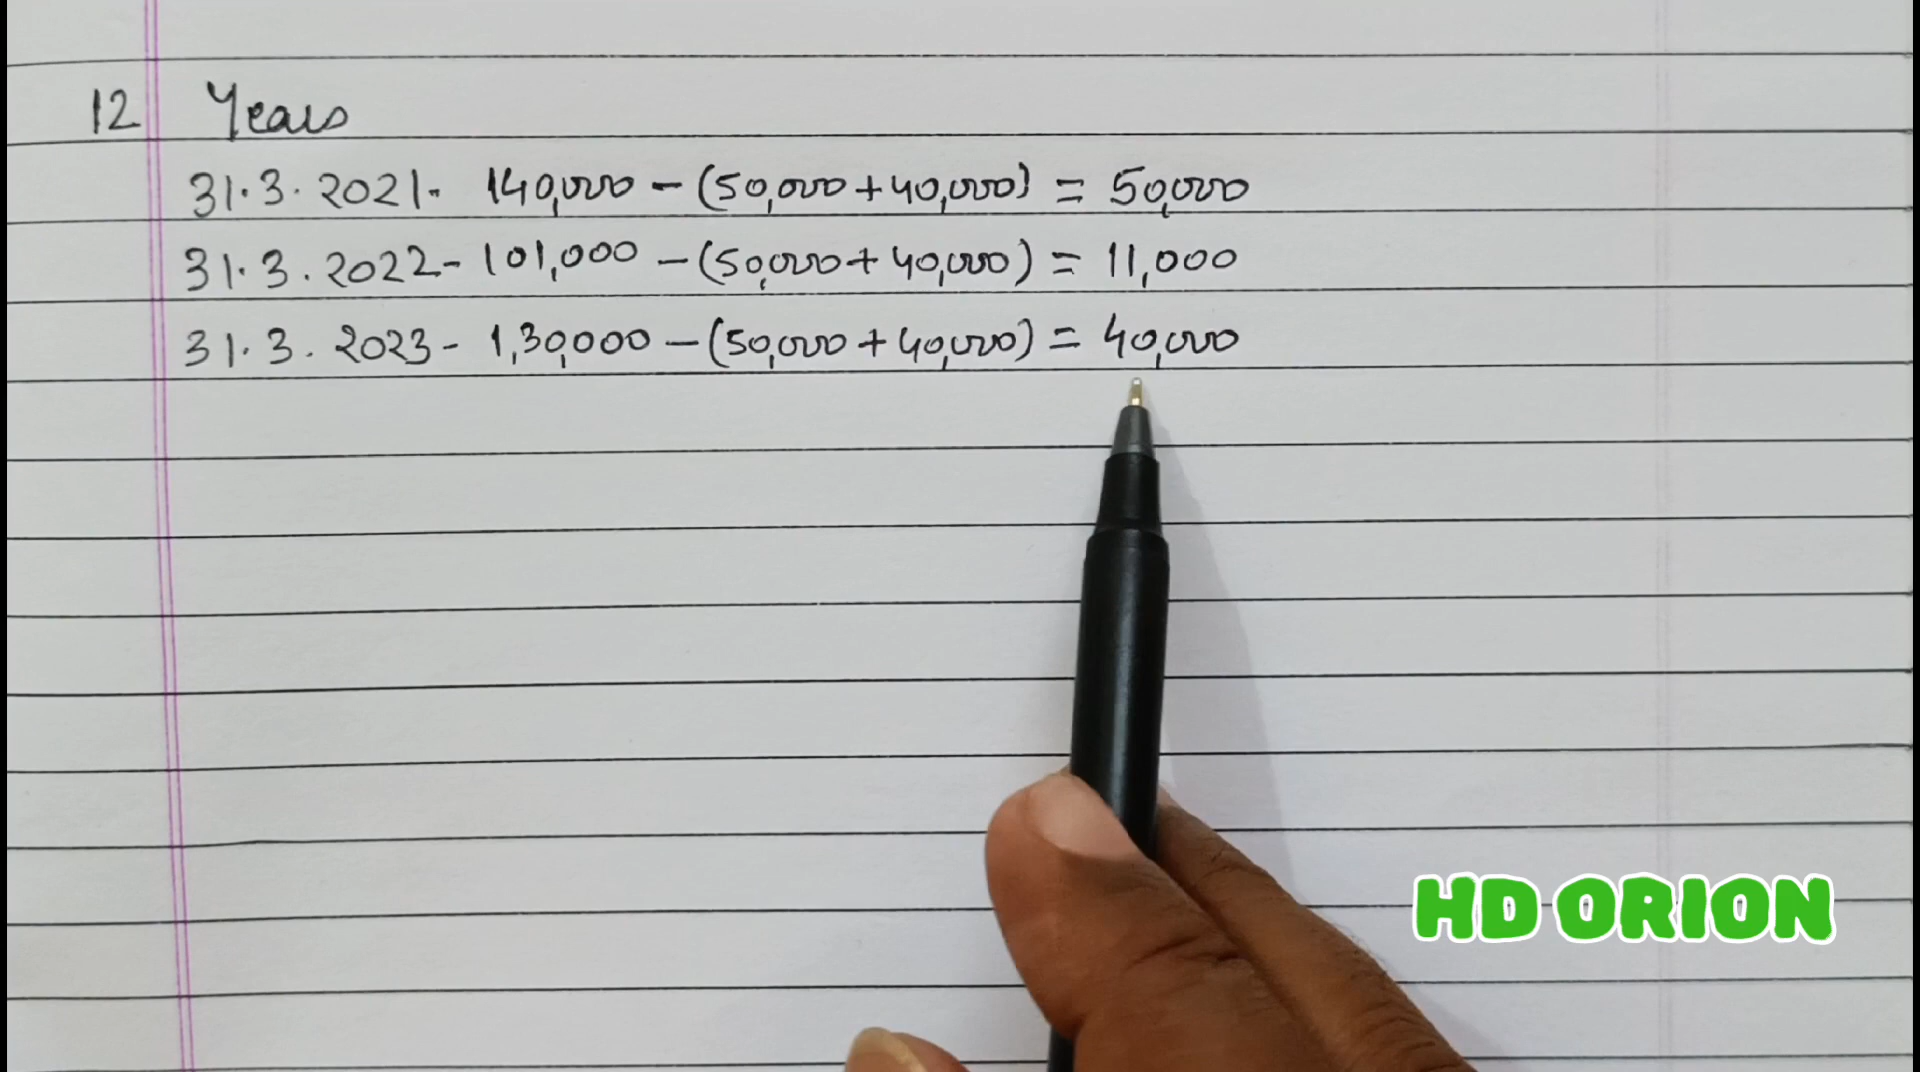 12 Years
31.3.2021. 140,000 - (50,000 + 40,000) = 50,000
31.3.2022 - 101,000 - (50,000 + 40,000) = 11,000
31.3.2023 - 1,30,000 - (50,000 + 40,000) = 40,000
HD ORION